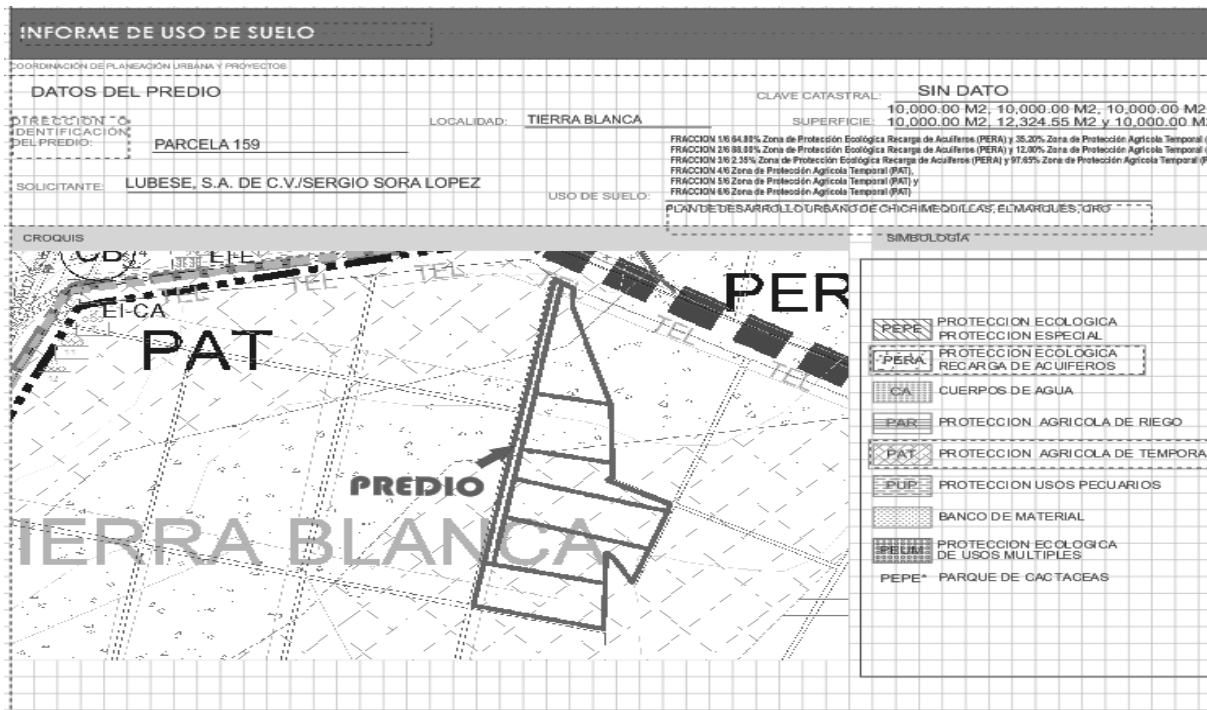 INFORME DE USO DE SUELO
COORDINACIÓN DE PLANEACIÓN URBANA Y PROYECTOS
DATOS DEL PREDIO
CLAVE CATASTRAL: SIN DATO
DIRECCION O
IDENTIFICACIÓN
DEL PREDIO: PARCELA 159
LOCALIDAD: TIERRA BLANCA
SUPERFICIE: 10,000.00 M2, 10,000.00 M2, 10,000.00 M2
10,000.00 M2, 12,324.55 M2 y 10,000.00 M2
SOLICITANTE: LUBESE, S.A. DE C.V./SERGIO SORA LOPEZ
USO DE SUELO:
FRACCION 1/6 64.80% Zona de Protección Ecológica Recarga de Acuíferos (PERA) y 35.20% Zona de Protección Agrícola Temporal
FRACCION 2/6 88.00% Zona de Protección Ecológica Recarga de Acuíferos (PERA) y 12.00% Zona de Protección Agrícola Temporal
FRACCION 3/6 2.35% Zona de Protección Ecológica Recarga de Acuíferos (PERA) y 97.65% Zona de Protección Agrícola Temporal
FRACCION 4/6 Zona de Protección Agrícola Temporal (PAT),
FRACCION 5/6 Zona de Protección Agrícola Temporal (PAT) y
FRACCION 6/6 Zona de Protección Agrícola Temporal (PAT)
PLAN DE DESARROLLO URBANO DE CHICHIMEQUILLAS, EL MARQUES, QRO
CROQUIS
SIMBOLOGÍA
CB
EI-E
TEL
TEL
TEL
EI-CA
PAT
PER
TEL
TEL
TEL
PREDIO
IERRA BLANCA
PEPE PROTECCION ECOLOGICA
PROTECCION ESPECIAL
PERA PROTECCION ECOLOGICA
RECARGA DE ACUIFEROS
CA CUERPOS DE AGUA
PAR PROTECCION AGRICOLA DE RIEGO
PAT PROTECCION AGRICOLA DE TEMPORA
PUP PROTECCION USOS PECUARIOS
BANCO DE MATERIAL
PEUM PROTECCION ECOLOGICA
DE USOS MULTIPLES
PEPE* PARQUE DE CACTACEAS